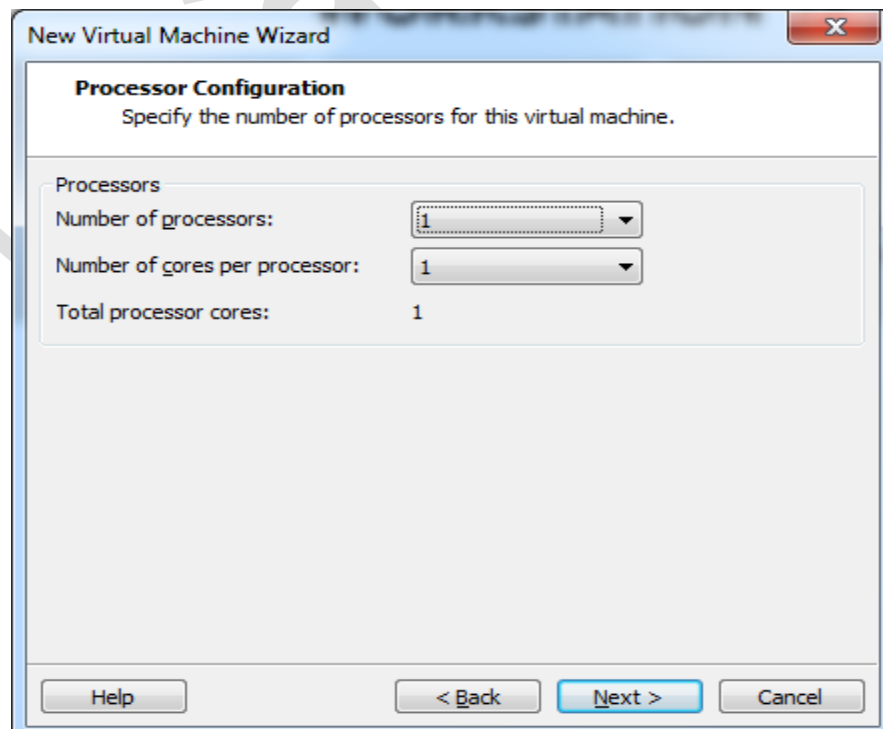 New Virtual Machine Wizard
Processor Configuration
Specify the number of processors for this virtual machine.
Processors
Number of processors: 1
Number of cores per processor: 1
Total processor cores: 1
Help < Back Next > Cancel